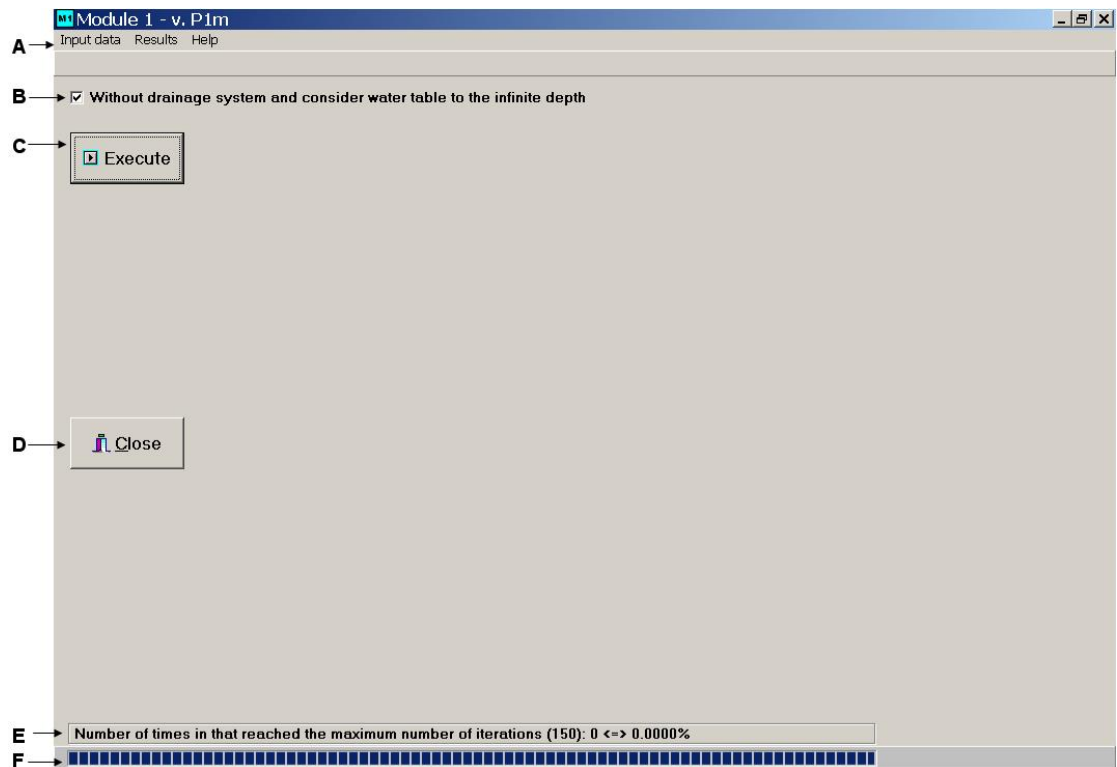 M1 Module 1 - v. P1m
A Input data Results Help
B Without drainage system and consider water table to the infinite depth
C Execute
D Close
E Number of times in that reached the maximum number of iterations (150): 0 <=> 0.0000%
F